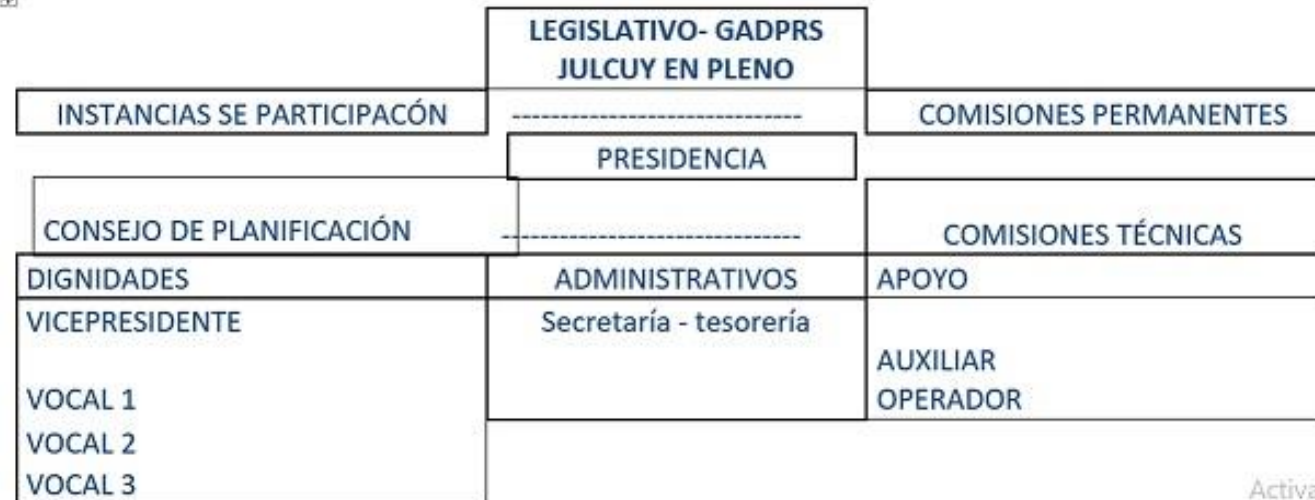 LEGISLATIVO- GADPRS
JULCUY EN PLENO
INSTANCIAS SE PARTICIPACÓN
------------------------------
COMISIONES PERMANENTES
PRESIDENCIA
CONSEJO DE PLANIFICACIÓN
-------------------------------
COMISIONES TÉCNICAS
DIGNIDADES
ADMINISTRATIVOS
APOYO
VICEPRESIDENTE
Secretaría - tesorería
AUXILIAR
VOCAL 1
OPERADOR
VOCAL 2
VOCAL 3
Activa